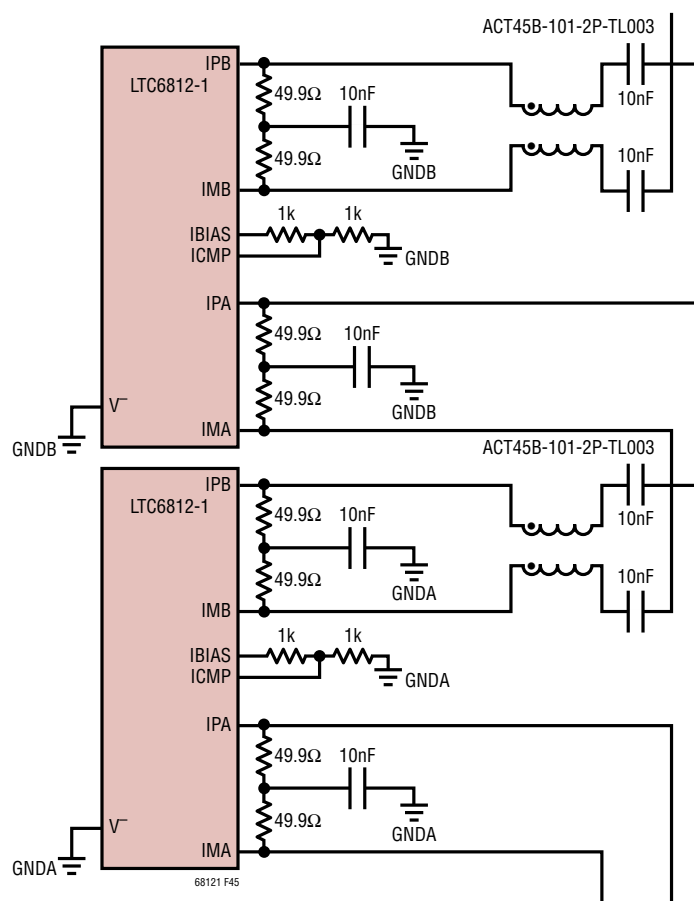 ACT45B-101-2P-TL003
IPB
LTC6812-1
49.9Ω
10nF
10nF
GNDB
49.9Ω
10nF
IMB
1k
1k
IBIAS
ICMP
GNDB
IPA
49.9Ω
10nF
49.9Ω
GNDB
V–
GNDB
IMA
ACT45B-101-2P-TL003
IPB
LTC6812-1
49.9Ω
10nF
10nF
GNDA
49.9Ω
10nF
IMB
1k
1k
IBIAS
ICMP
GNDA
IPA
49.9Ω
10nF
49.9Ω
GNDA
V–
GNDA
IMA
68121 F45